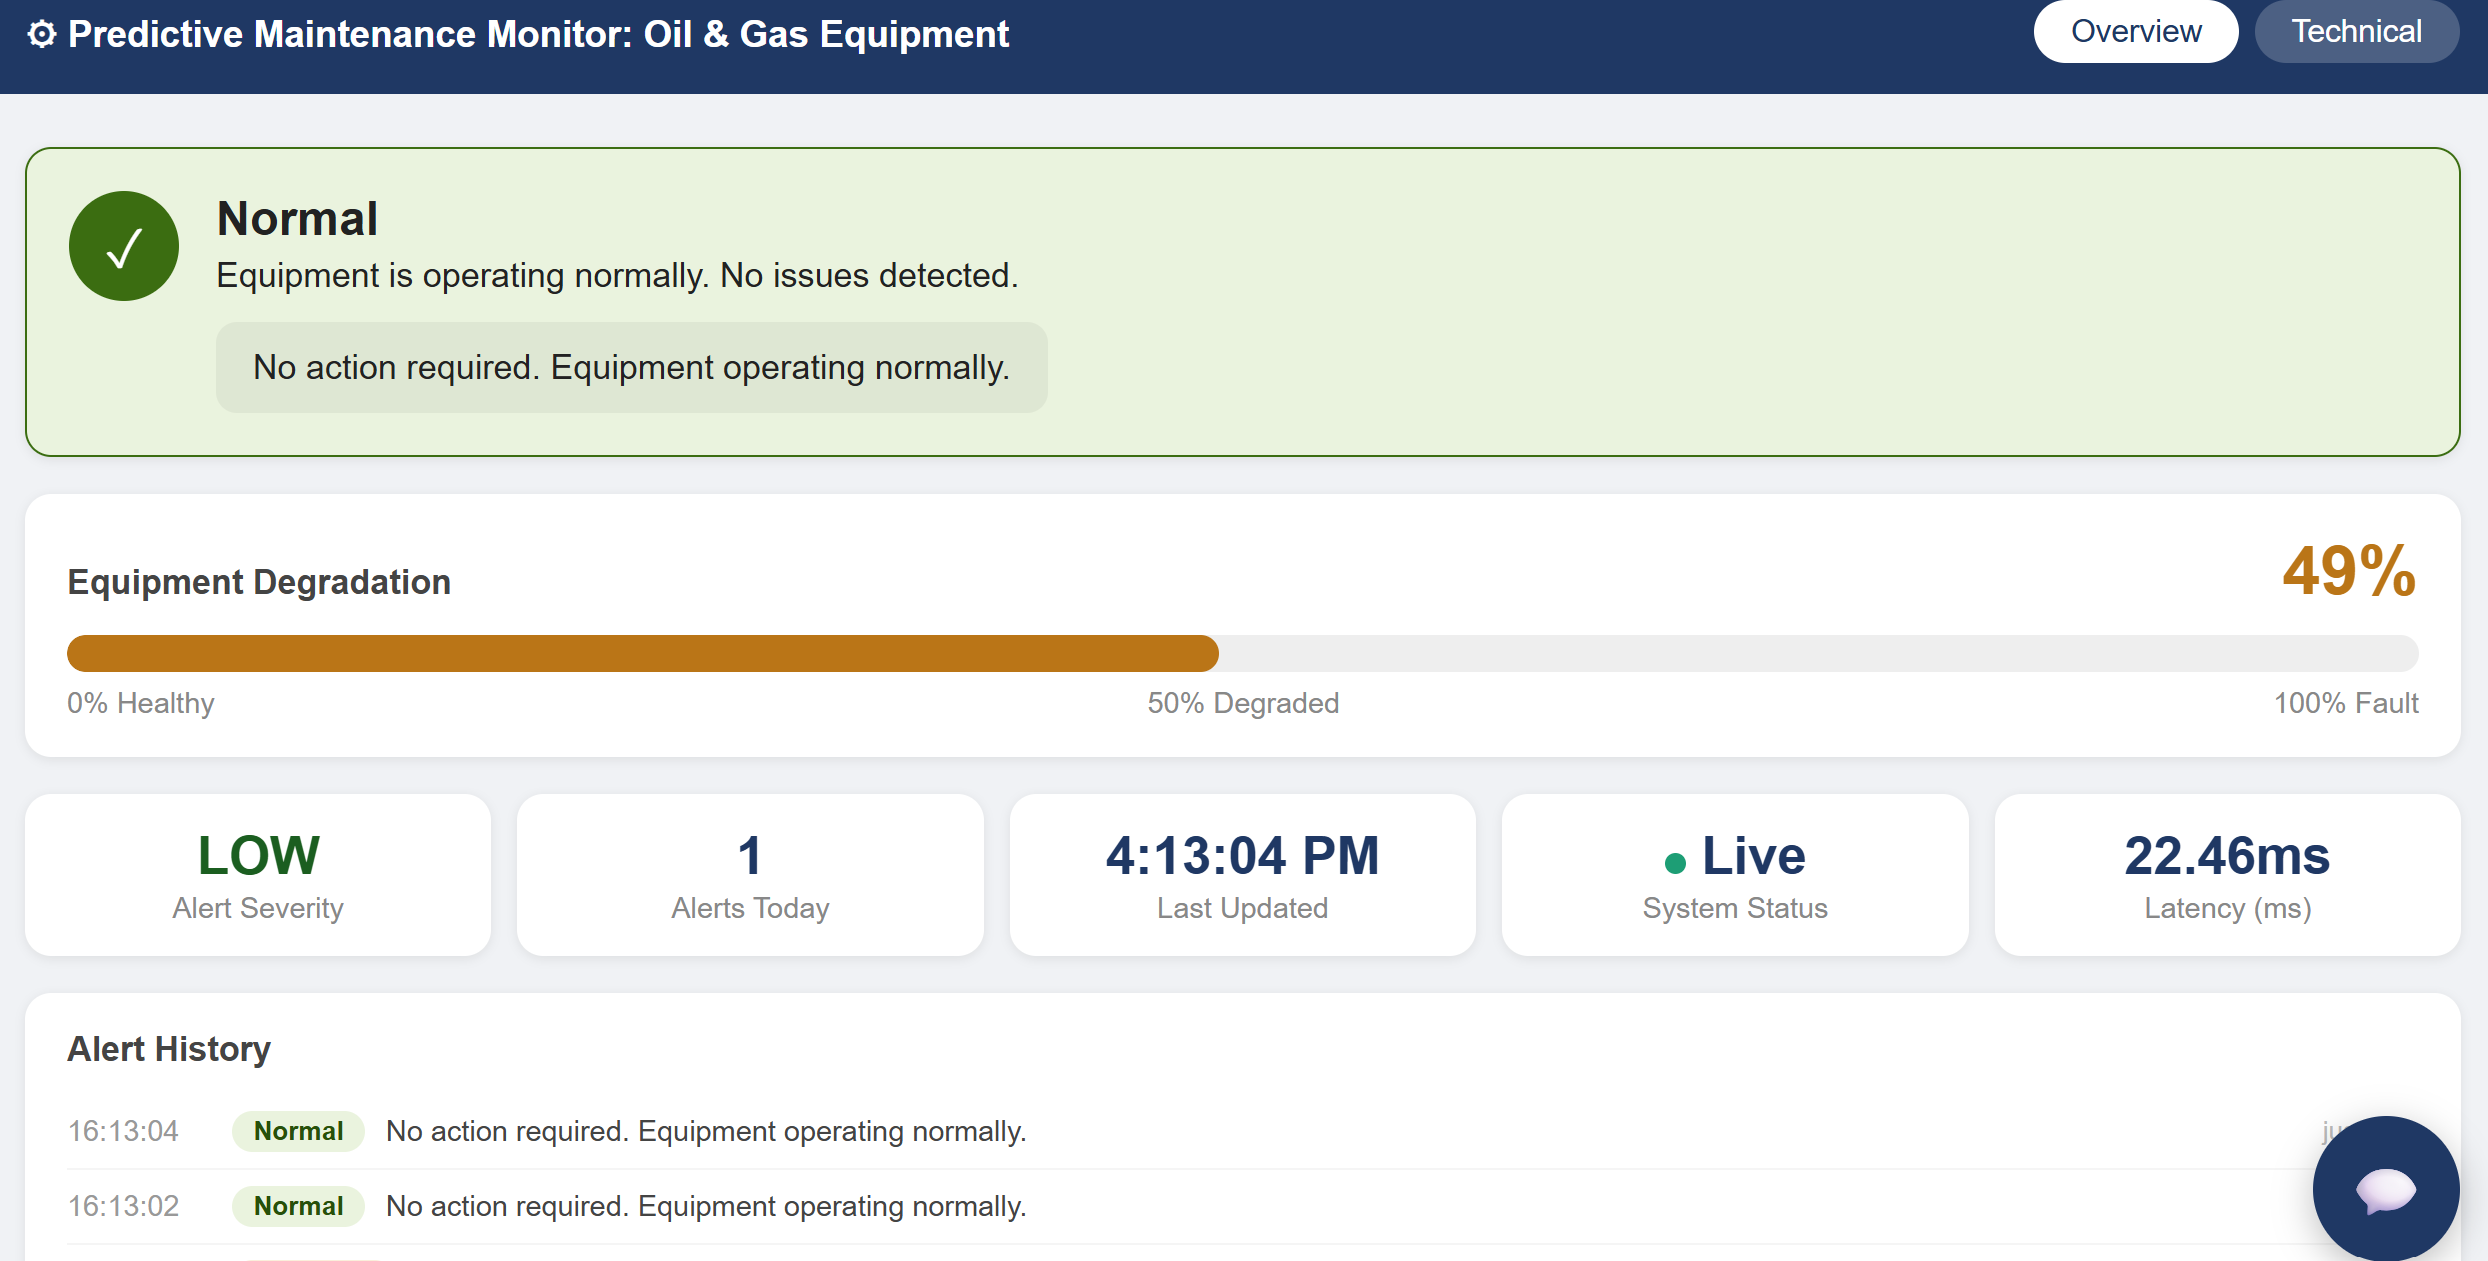 ⚙ Predictive Maintenance Monitor: Oil & Gas Equipment
Overview
Technical
✓
Normal
Equipment is operating normally. No issues detected.
No action required. Equipment operating normally.
Equipment Degradation
49%
0% Healthy
50% Degraded
100% Fault
LOW
Alert Severity
1
Alerts Today
4:13:04 PM
Last Updated
Live
System Status
22.46ms
Latency (ms)
Alert History
16:13:04 Normal No action required. Equipment operating normally.
16:13:02 Normal No action required. Equipment operating normally.